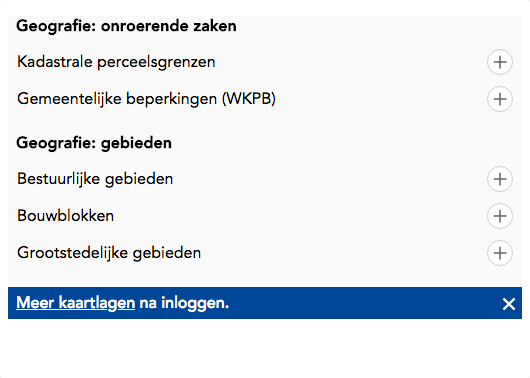 Geografie: onroerende zaken
Kadastrale perceelsgrenzen
Gemeentelijke beperkingen (WKPB)
Geografie: gebieden
Bestuurlijke gebieden
Bouwblokken
Grootstedelijke gebieden
Meer kaartlagen na inloggen.